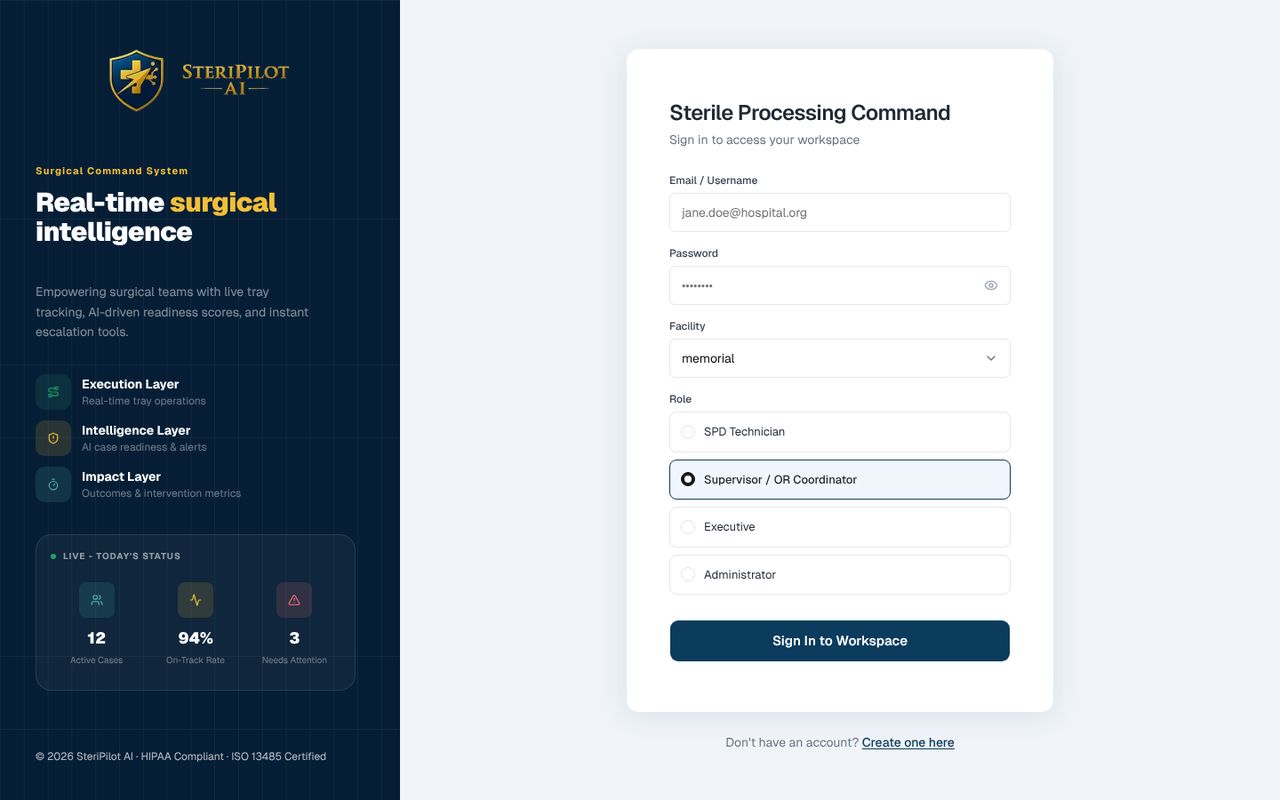 SteriPilot
AI
Surgical Command System
Real-time surgical
intelligence
Empowering surgical teams with live tray
tracking, AI-driven readiness scores, and instant
escalation tools.
Execution Layer
Real-time tray operations
Intelligence Layer
AI case readiness & alerts
Impact Layer
Outcomes & intervention metrics
LIVE - TODAY'S STATUS
12
Active Cases
94%
On-Track Rate
3
Needs Attention
© 2026 SteriPilot AI · HIPAA Compliant · ISO 13485 Certified
Sterile Processing Command
Sign in to access your workspace
Email / Username
jane.doe@hospital.org
Password
••••••••
Facility
memorial
Role
SPD Technician
Supervisor / OR Coordinator
Executive
Administrator
Sign In to Workspace
Don't have an account? Create one here